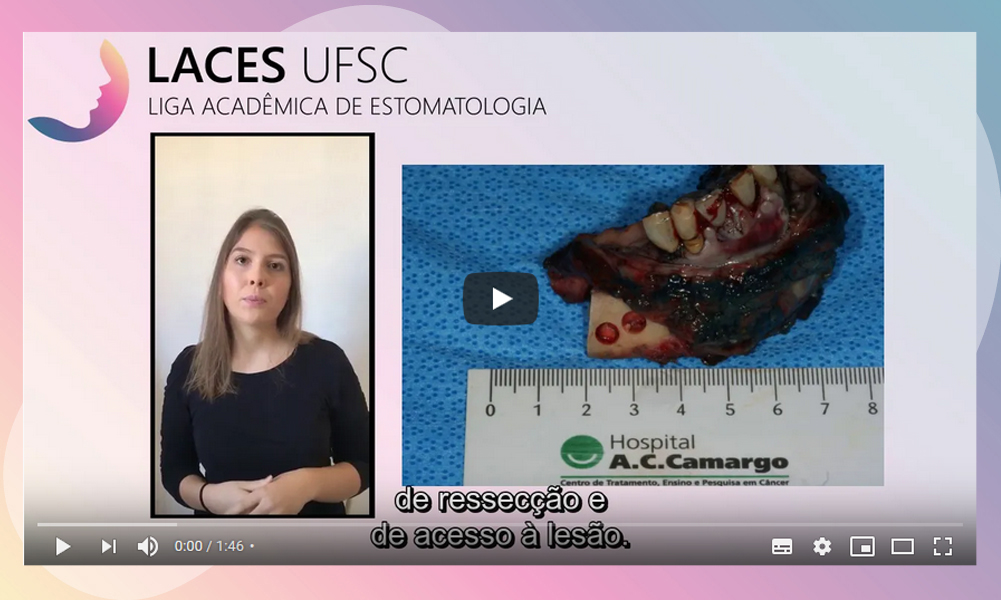 LACES UFSC
LIGA ACADÊMICA DE ESTOMATOLOGIA
0 1 2 3 4 5 6 7 8
Hospital
A.C.Camargo
Centro de Tratamento, Ensino e Pesquisa em Câncer
de ressecção e
de acesso à lesão.
0:00 / 1:46 •